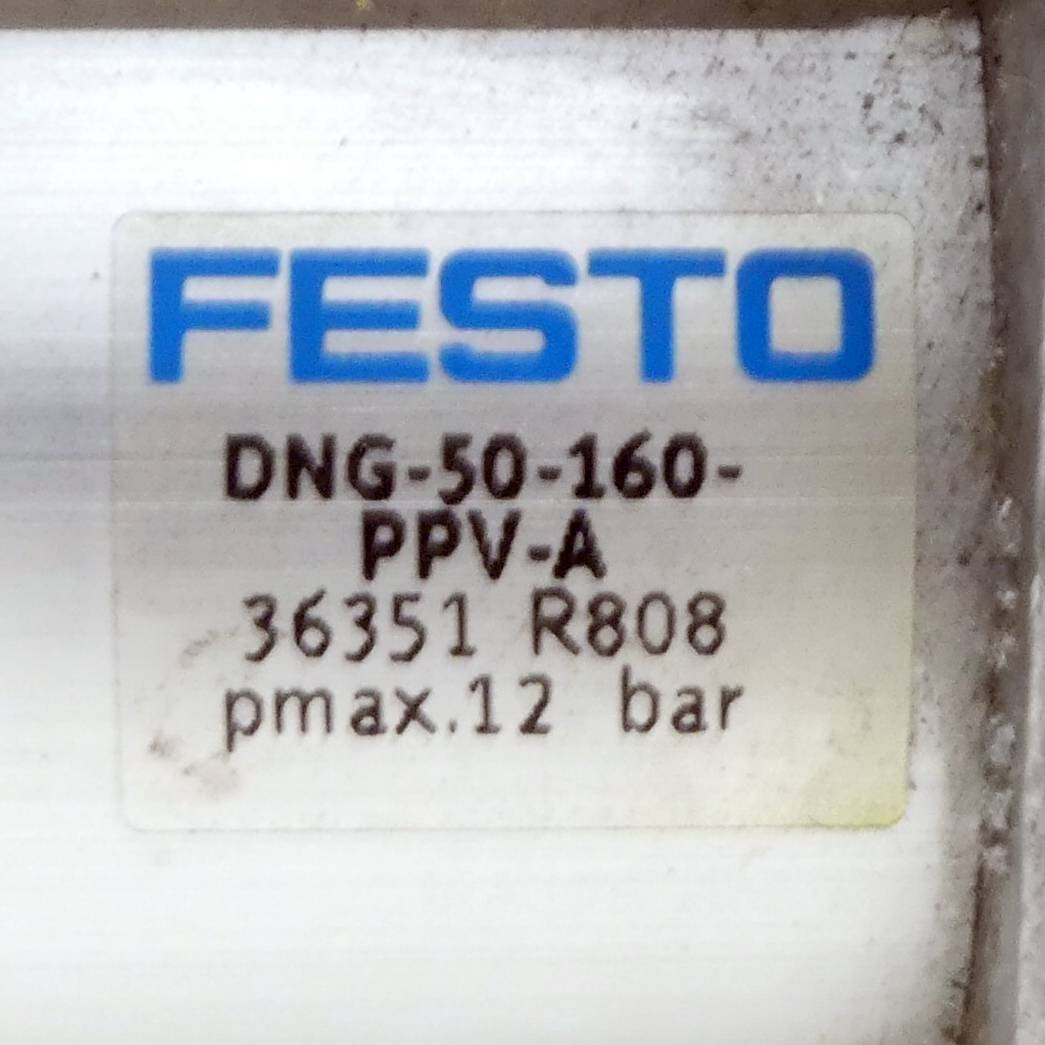 FESTO
DNG-50-160-
PPV-A
36351 R808
pmax.12 bar